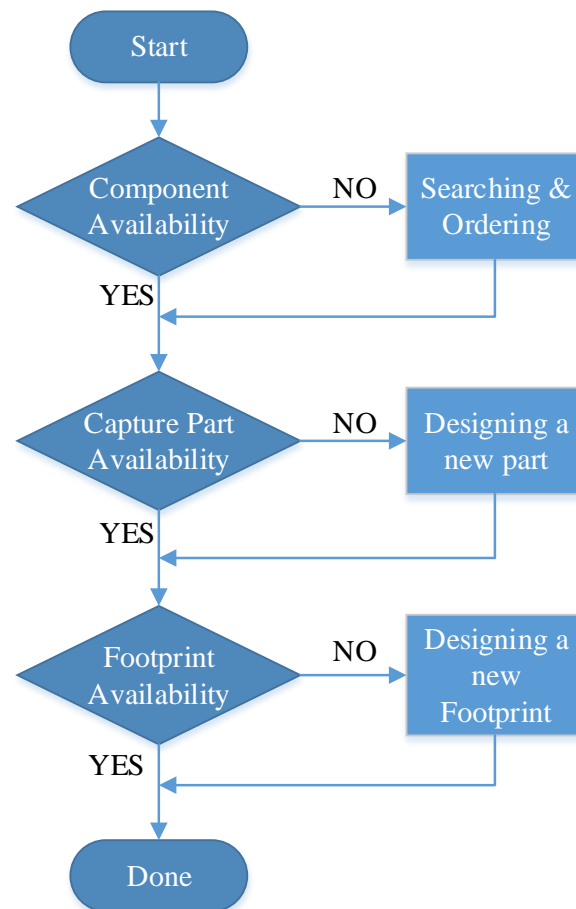 Start
Component
Availability
NO
Searching &
Ordering
YES
Capture Part
Availability
NO
Designing a
new part
YES
Footprint
Availability
NO
Designing a
new
Footprint
YES
Done